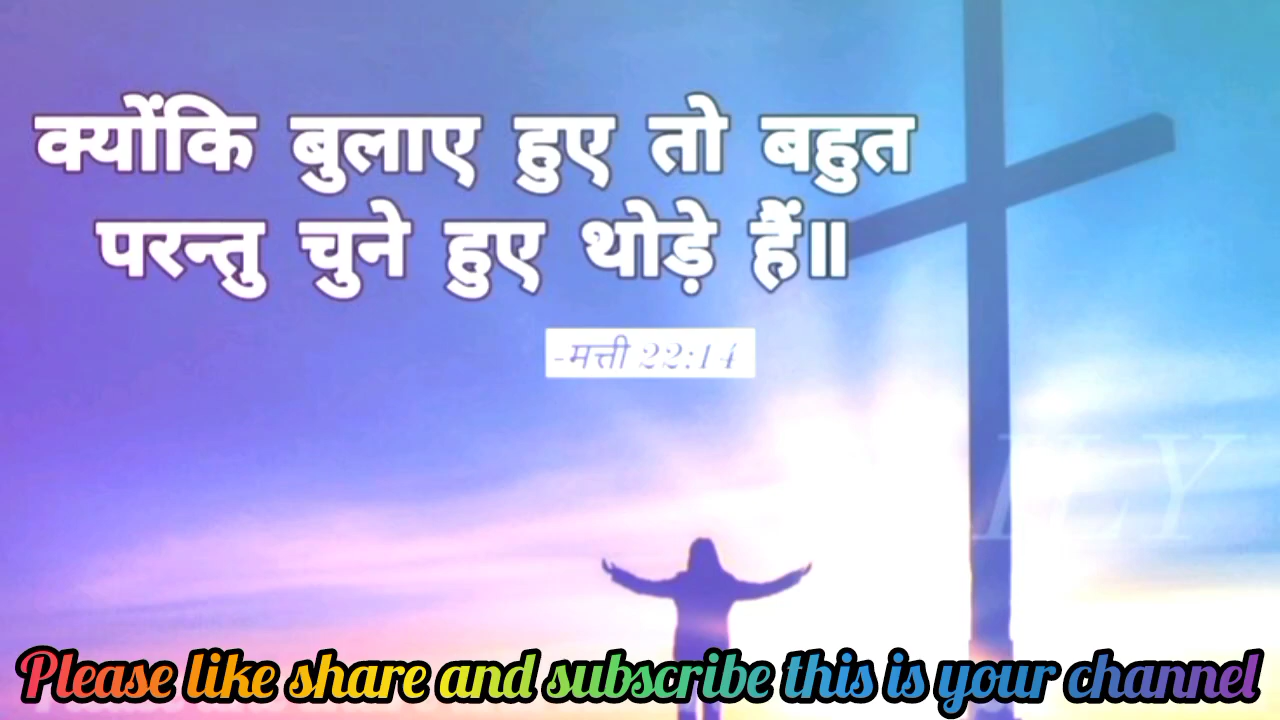 क्योंकि बुलाए हुए तो बहुत
परन्तु चुने हुए थोड़े हैं॥
-मत्ती 22:14
Please like share and subscribe this is your channel